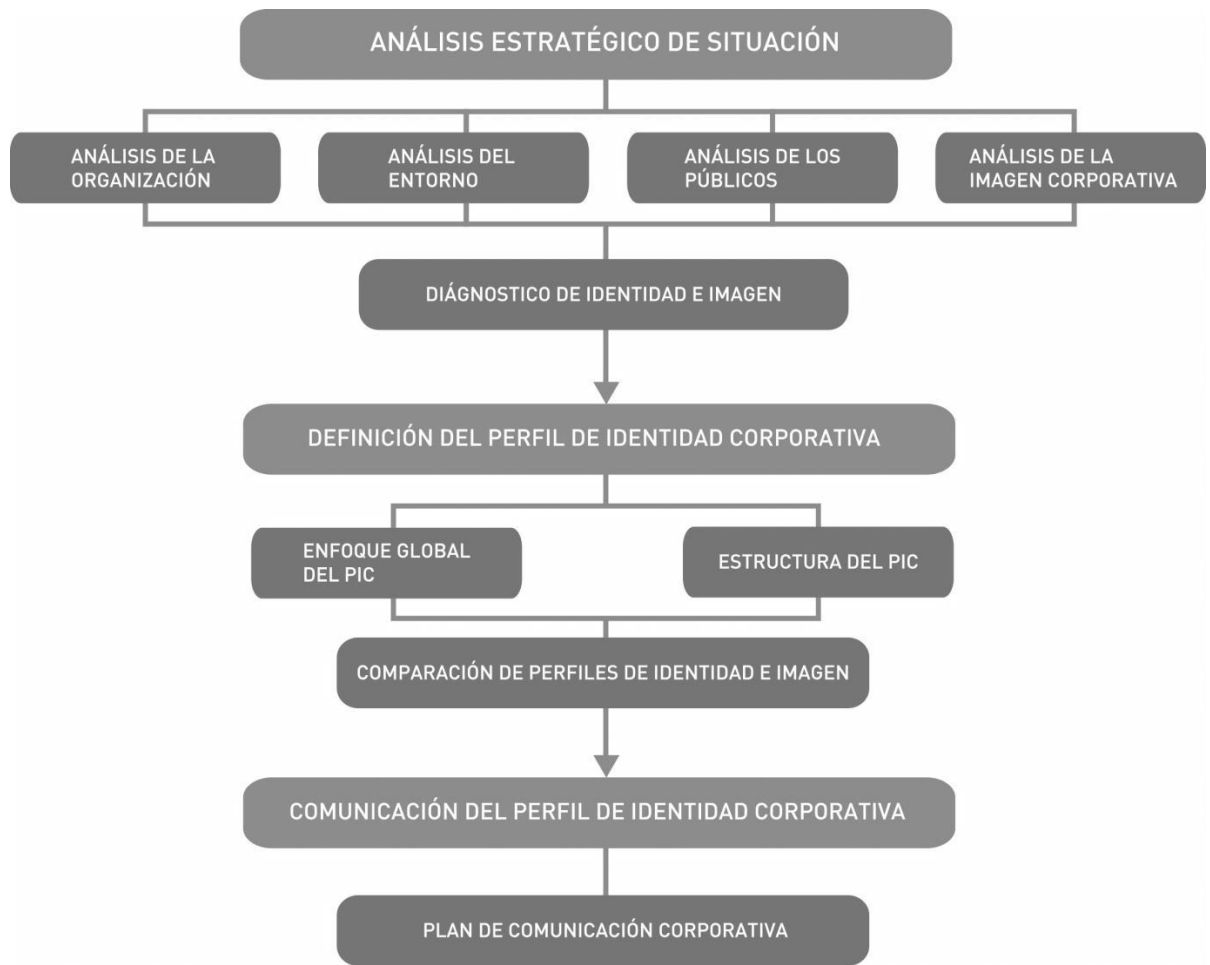 ANÁLISIS ESTRATÉGICO DE SITUACIÓN
ANÁLISIS DE LA
ORGANIZACIÓN
ANÁLISIS DEL
ENTORNO
ANÁLISIS DE LOS
PÚBLICOS
ANÁLISIS DE LA
IMAGEN CORPORATIVA
DIÁGNOSTICO DE IDENTIDAD E IMAGEN
DEFINICIÓN DEL PERFIL DE IDENTIDAD CORPORATIVA
ENFOQUE GLOBAL
DEL PIC
ESTRUCTURA DEL PIC
COMPARACIÓN DE PERFILES DE IDENTIDAD E IMAGEN
COMUNICACIÓN DEL PERFIL DE IDENTIDAD CORPORATIVA
PLAN DE COMUNICACIÓN CORPORATIVA